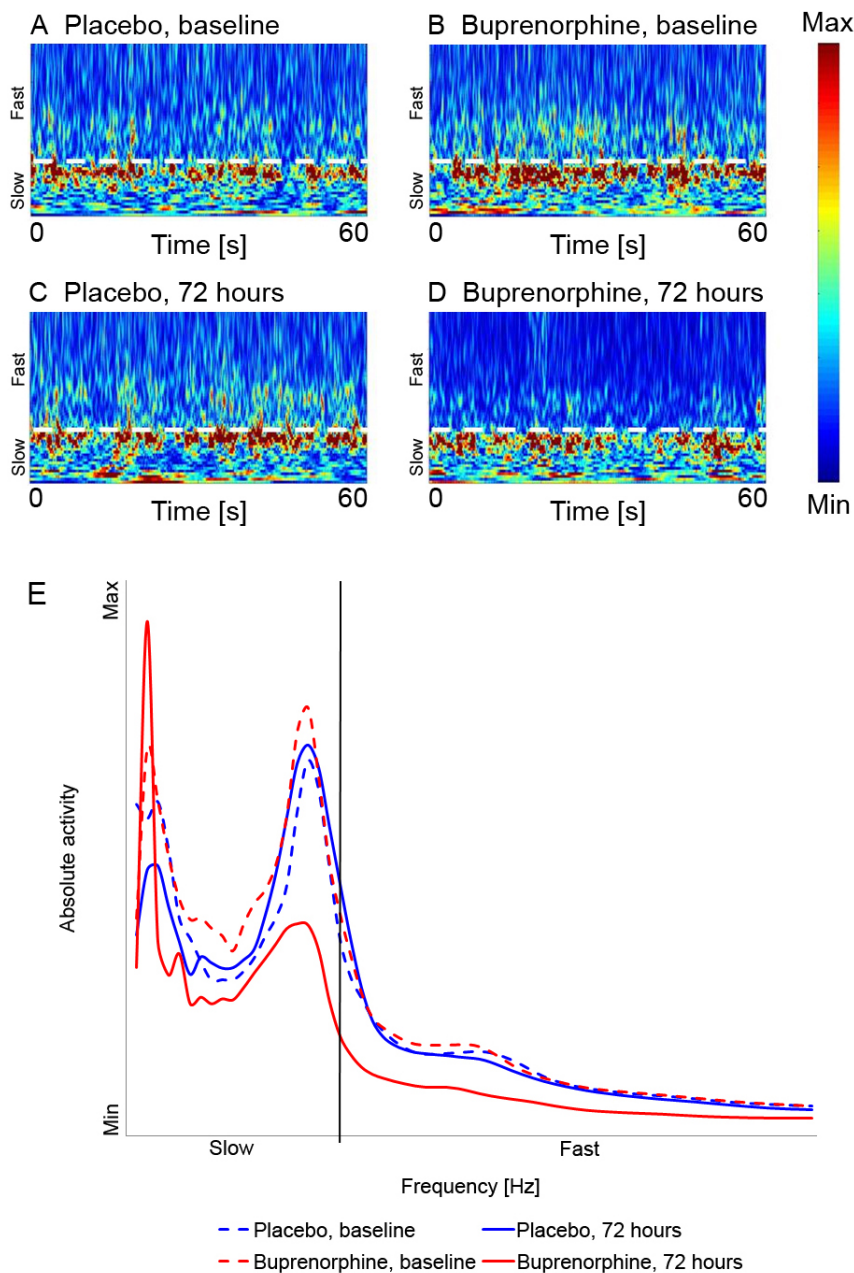 A Placebo, baseline
B Buprenorphine, baseline
Max
Fast
Slow
0
60
Time [s]
Fast
Slow
0
60
Time [s]
C Placebo, 72 hours
D Buprenorphine, 72 hours
Fast
Slow
0
60
Time [s]
Fast
Slow
0
60
Time [s]
Min
E
Max
Absolute activity
Min
Slow
Fast
Frequency [Hz]
Placebo, baseline
Placebo, 72 hours
Buprenorphine, baseline
Buprenorphine, 72 hours